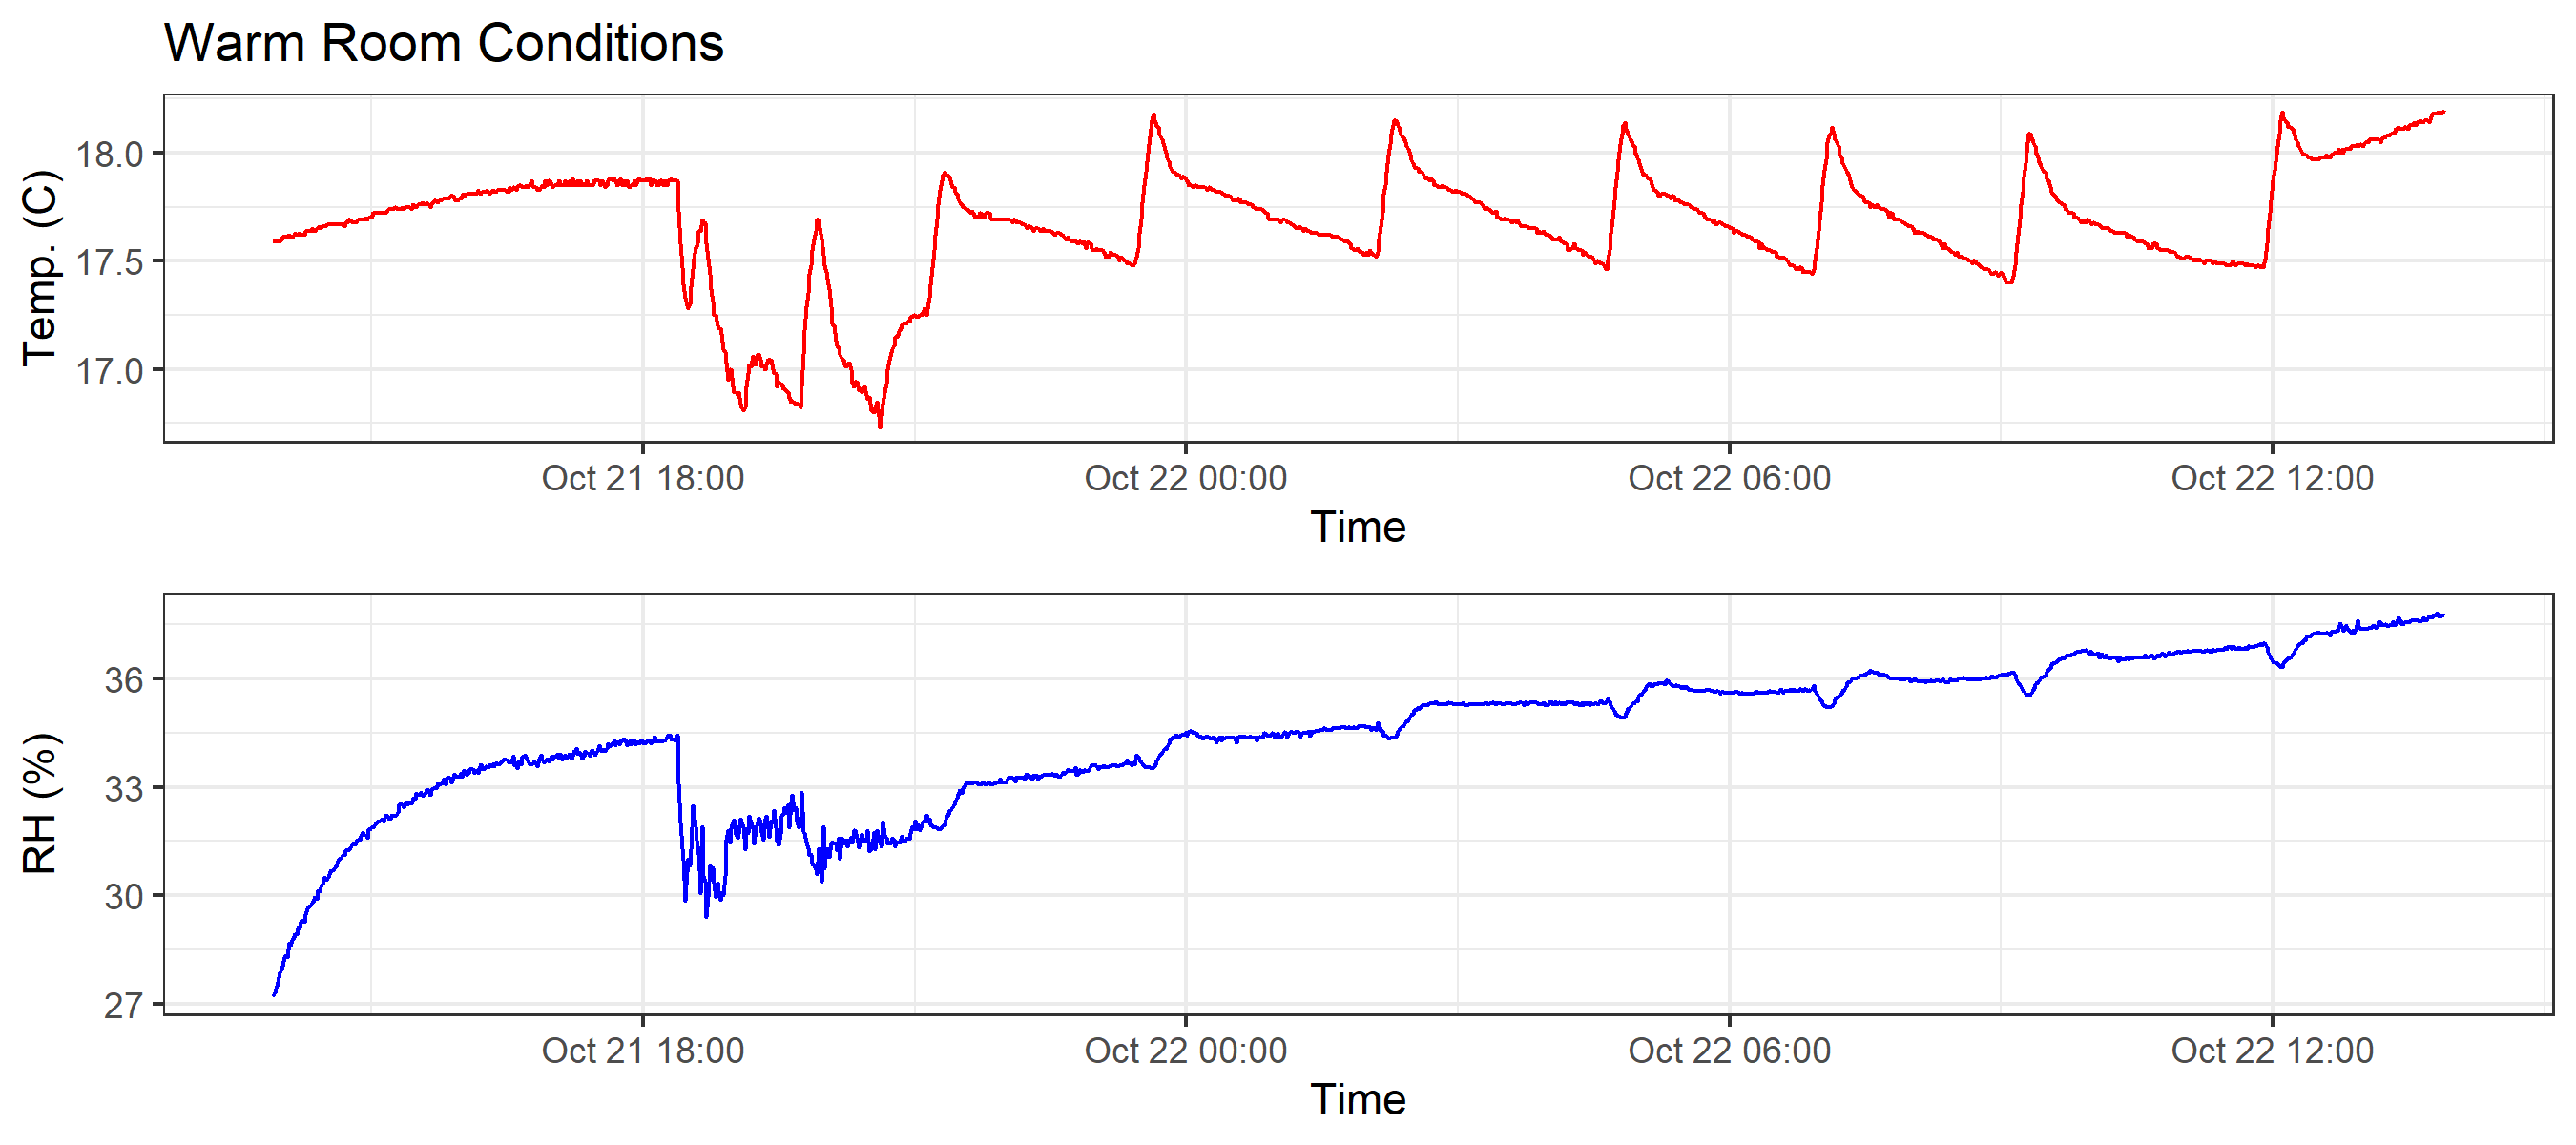 Warm Room Conditions
Temp. (C)
18.0
17.5
17.0
Oct 21 18:00 Oct 22 00:00 Oct 22 06:00 Oct 22 12:00
Time
RH (%)
36
33
30
27
Oct 21 18:00 Oct 22 00:00 Oct 22 06:00 Oct 22 12:00
Time